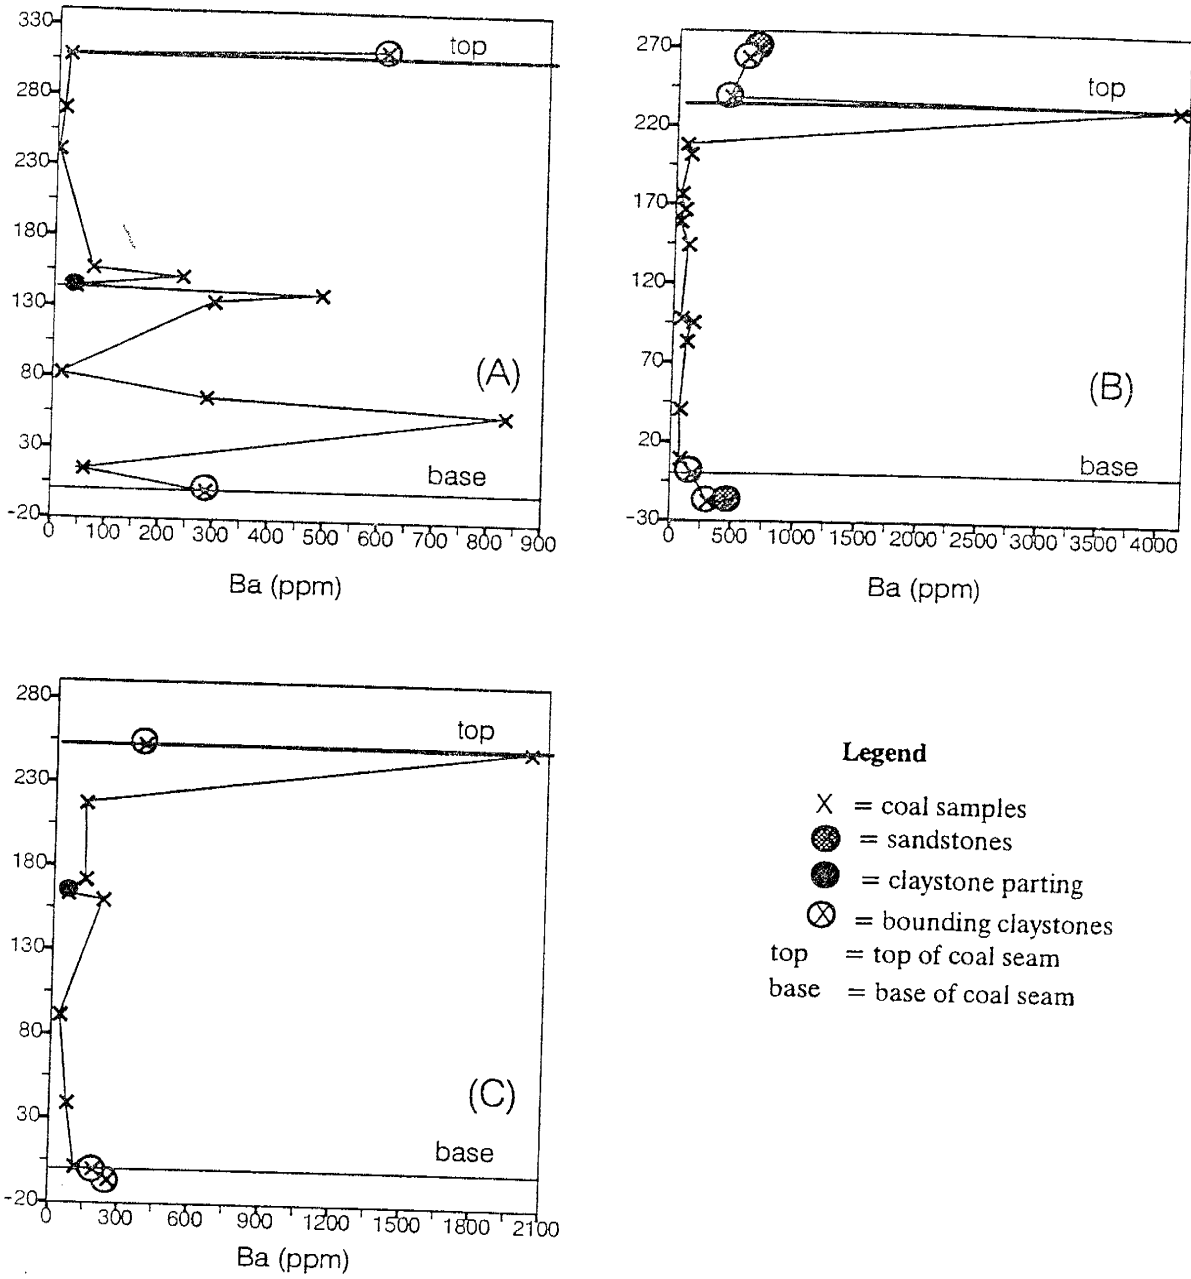 330
280
230
180
130
80
30
-20
top
(A)
base
0 100 200 300 400 500 600 700 800 900
Ba (ppm)
270
220
170
120
70
20
-30
top
(B)
base
0 500 1000 1500 2000 2500 3000 3500 4000
Ba (ppm)
280
230
180
130
80
30
-20
top
(C)
base
0 300 600 900 1200 1500 1800 2100
Ba (ppm)
Legend
X = coal samples
= sandstones
= claystone parting
= bounding claystones
top = top of coal seam
base = base of coal seam